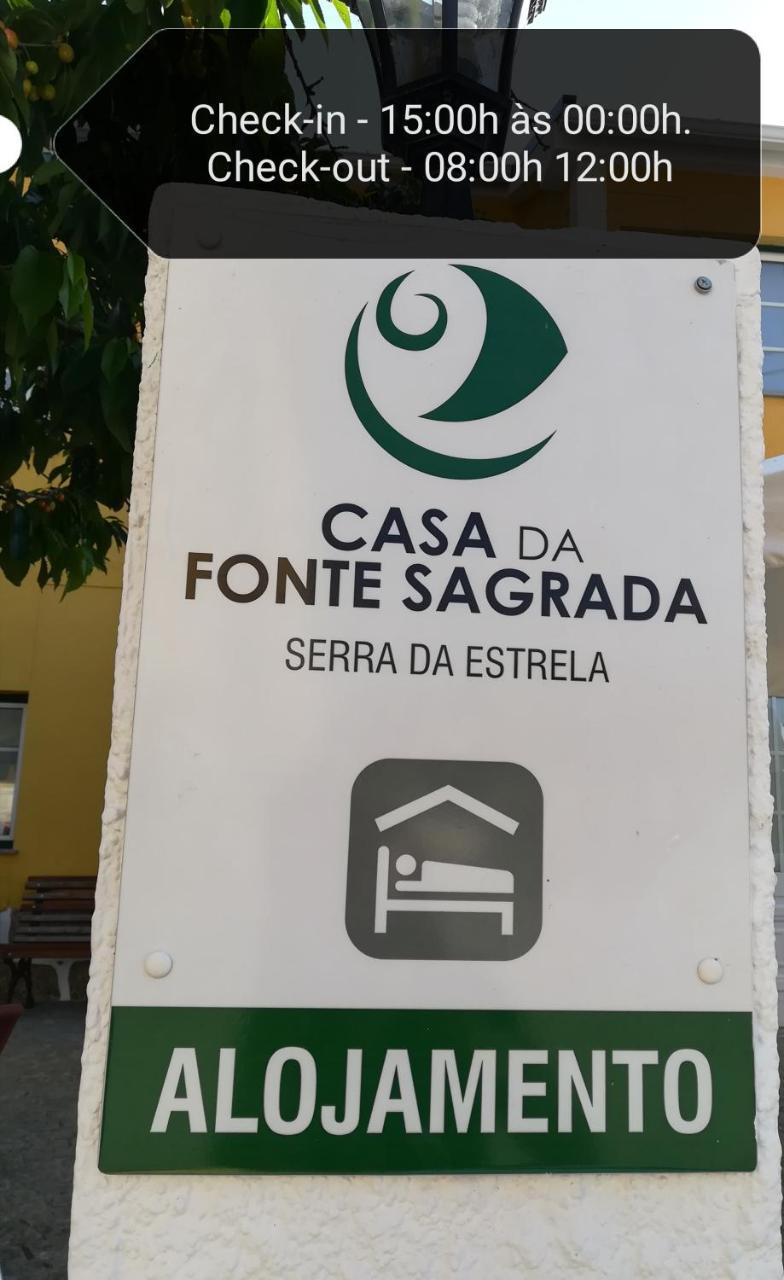 Check-in - 15:00h às 00:00h.
Check-out - 08:00h 12:00h
CASA DA
FONTE SAGRADA
SERRA DA ESTRELA
ALOJAMENTO